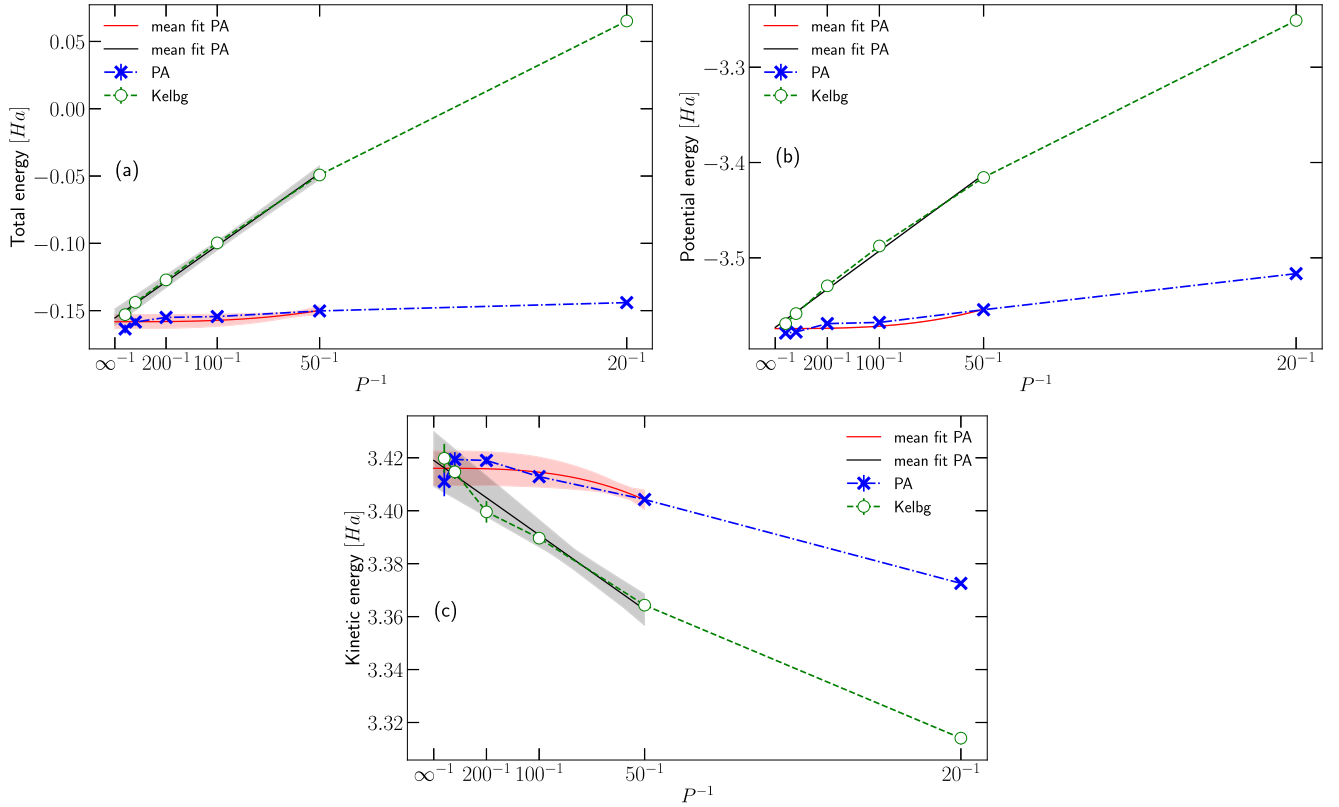 mean fit PA
mean fit PA
PA
Kelbg
(a)
Total energy [Ha]
0.05
0.00
−0.05
−0.10
−0.15
∞⁻¹ 200⁻¹ 100⁻¹ 50⁻¹ 20⁻¹
P⁻¹
mean fit PA
mean fit PA
PA
Kelbg
(b)
Potential energy [Ha]
−3.3
−3.4
−3.5
∞⁻¹ 200⁻¹ 100⁻¹ 50⁻¹ 20⁻¹
P⁻¹
mean fit PA
mean fit PA
PA
Kelbg
(c)
Kinetic energy [Ha]
3.42
3.40
3.38
3.36
3.34
3.32
∞⁻¹ 200⁻¹ 100⁻¹ 50⁻¹ 20⁻¹
P⁻¹